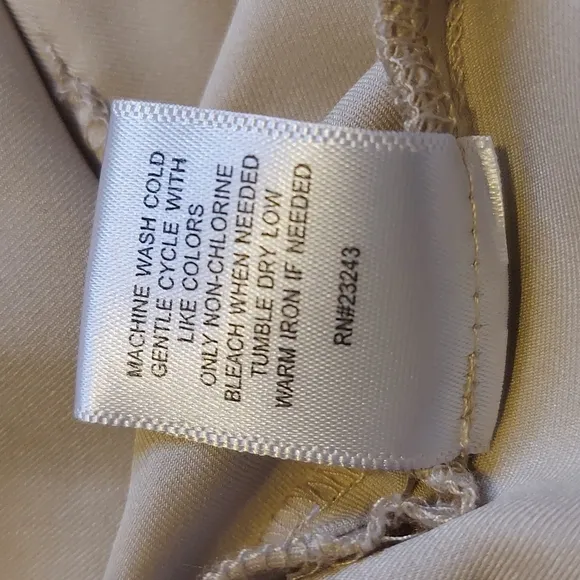 MACHINE WASH COLD
GENTLE CYCLE WITH
LIKE COLORS
ONLY NON-CHLORINE
BLEACH WHEN NEEDED
TUMBLE DRY LOW
WARM IRON IF NEEDED
RN#23243